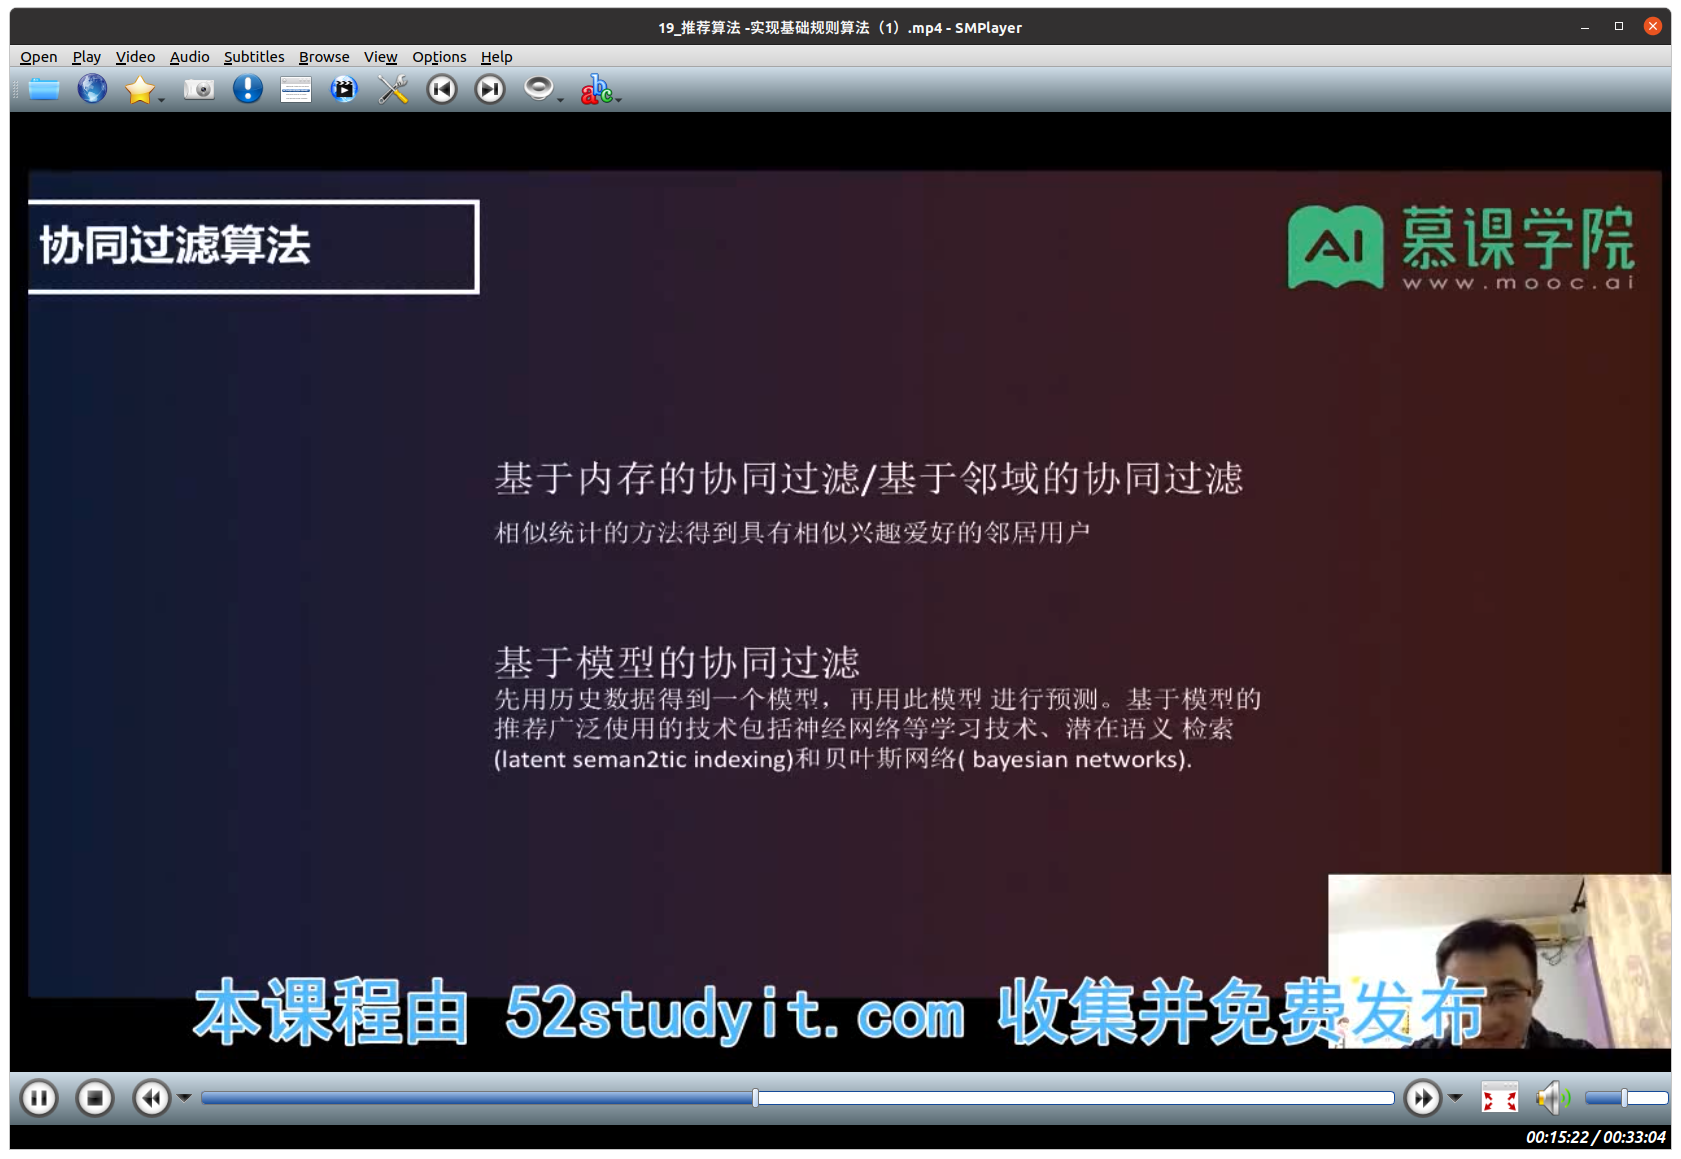 19_推荐算法 -实现基础规则算法（1）.mp4 - SMPlayer
Open Play Video Audio Subtitles Browse View Options Help
协同过滤算法
AI 慕课学院
www.mooc.ai
基于内存的协同过滤/基于邻域的协同过滤
相似统计的方法得到具有相似兴趣爱好的邻居用户
基于模型的协同过滤
先用历史数据得到一个模型，再用此模型 进行预测。基于模型的
推荐广泛使用的技术包括神经网络等学习技术、潜在语义 检索
(latent seman2tic indexing)和贝叶斯网络( bayesian networks).
本课程由 52studyit.com 收集并免费发布
00:15:22 / 00:33:04